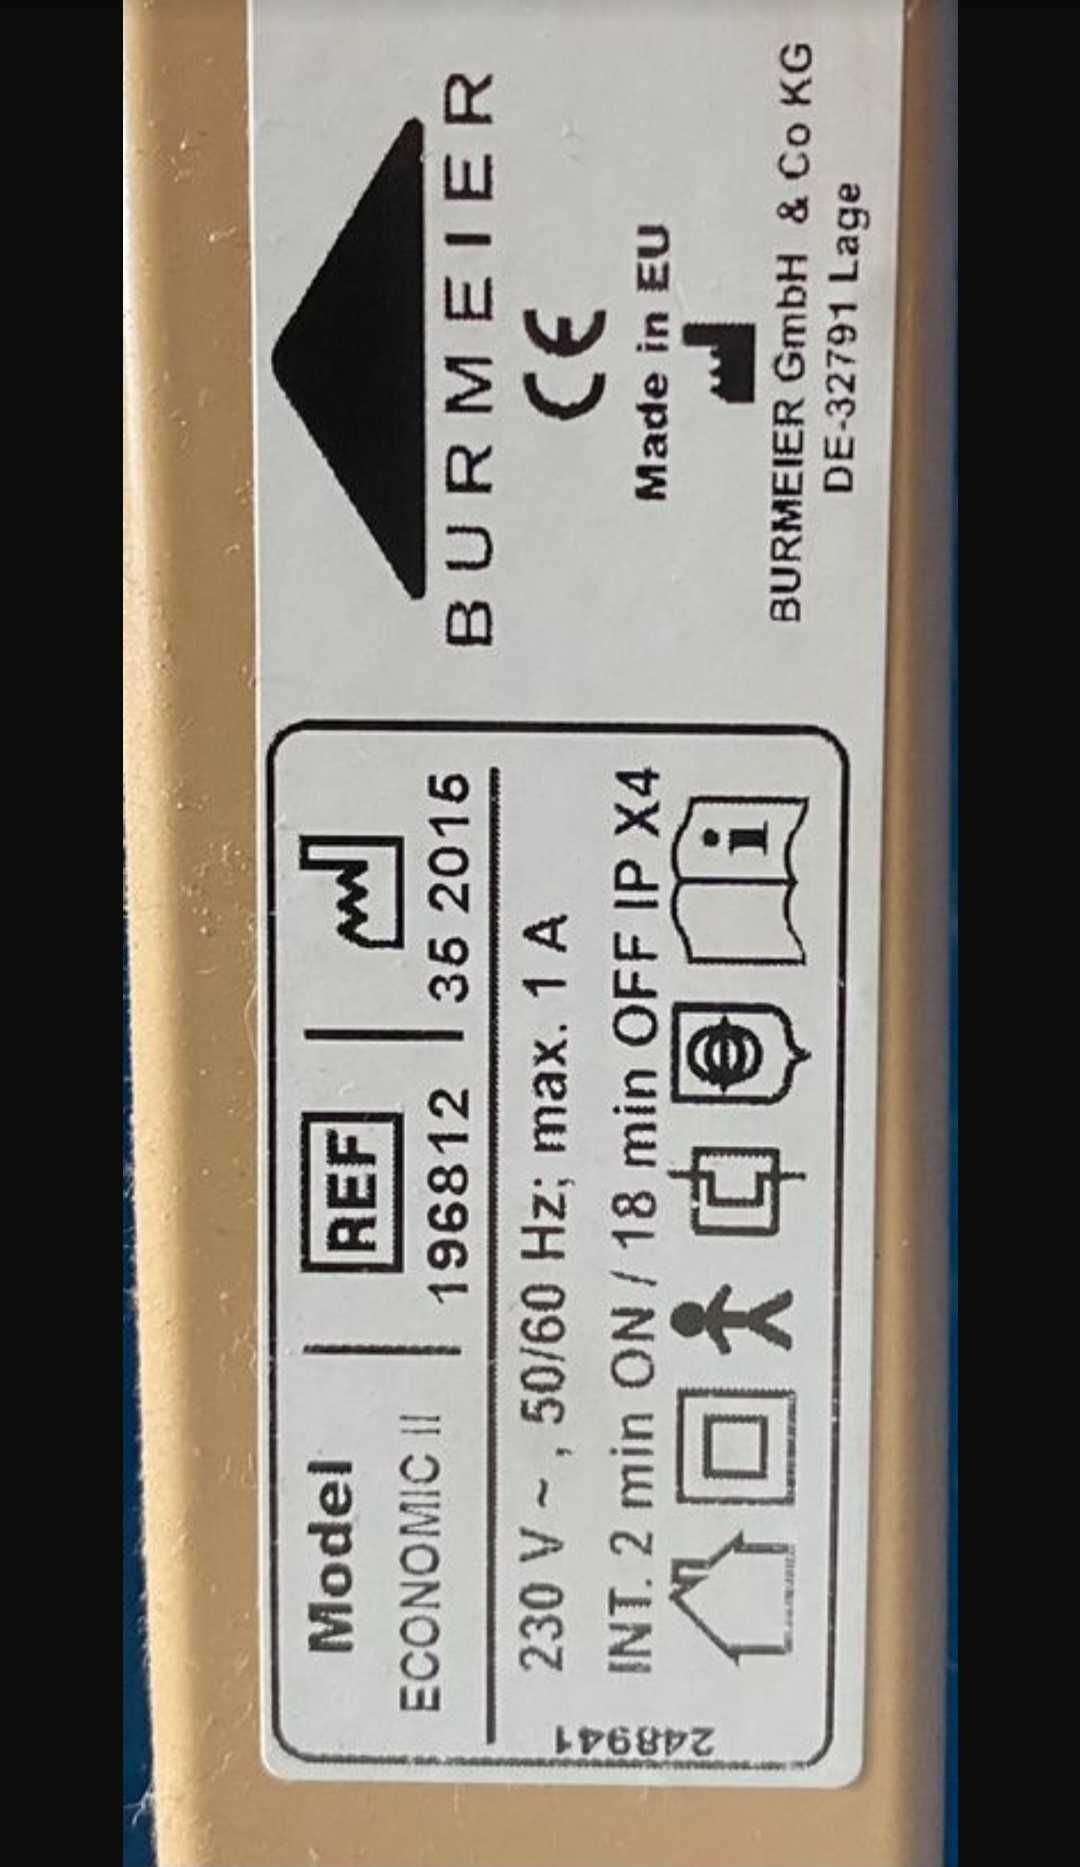 Model
REF
ECONOMIC II
196812
35 2015
230 V ~ , 50/60 Hz; max. 1 A
INT. 2 min ON / 18 min OFF IP X4
i
248941
BURMEIER
CE
Made in EU
BURMEIER GmbH & Co KG
DE-32791 Lage